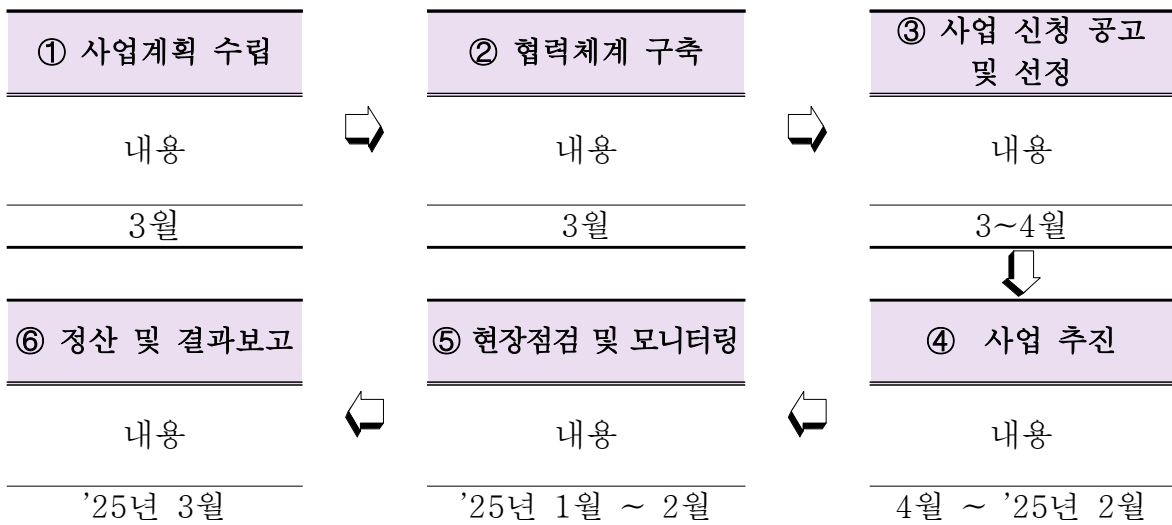 ① 사업계획 수립
② 협력체계 구축
③ 사업 신청 공고
및 선정
내용
내용
내용
3월
3월
3~4월
⑥ 정산 및 결과보고
⑤ 현장점검 및 모니터링
④ 사업 추진
내용
내용
내용
’25년 3월
’25년 1월 ~ 2월
4월 ~ ’25년 2월